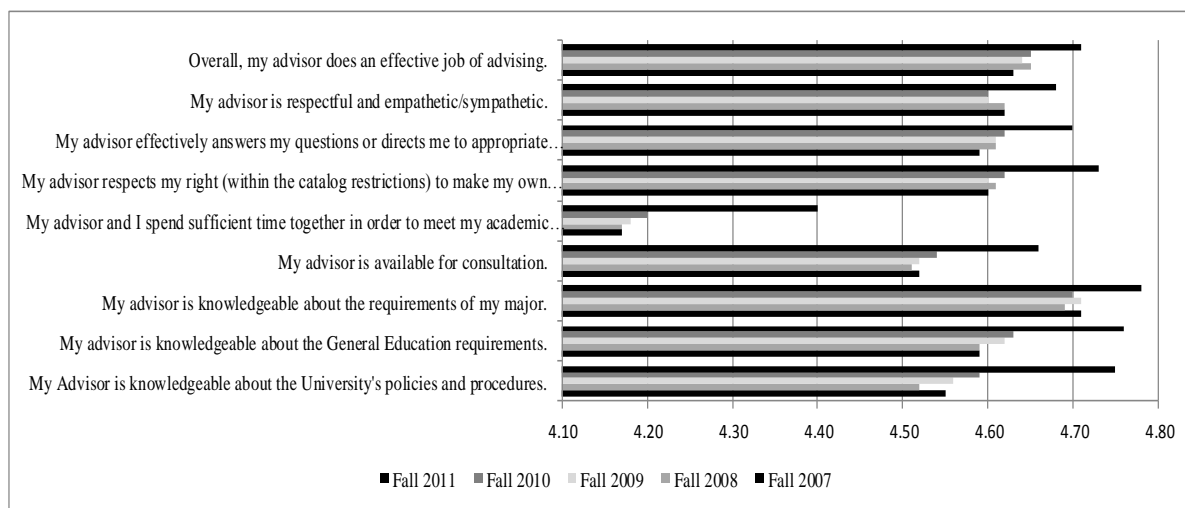 Overall, my advisor does an effective job of advising.
My advisor is respectful and empathetic/sympathetic.
My advisor effectively answers my questions or directs me to appropriate…
My advisor respects my right (within the catalog restrictions) to make my own…
My advisor and I spend sufficient time together in order to meet my academic…
My advisor is available for consultation.
My advisor is knowledgeable about the requirements of my major.
My advisor is knowledgeable about the General Education requirements.
My Advisor is knowledgeable about the University's policies and procedures.
4.10 4.20 4.30 4.40 4.50 4.60 4.70 4.80
Fall 2011 Fall 2010 Fall 2009 Fall 2008 Fall 2007